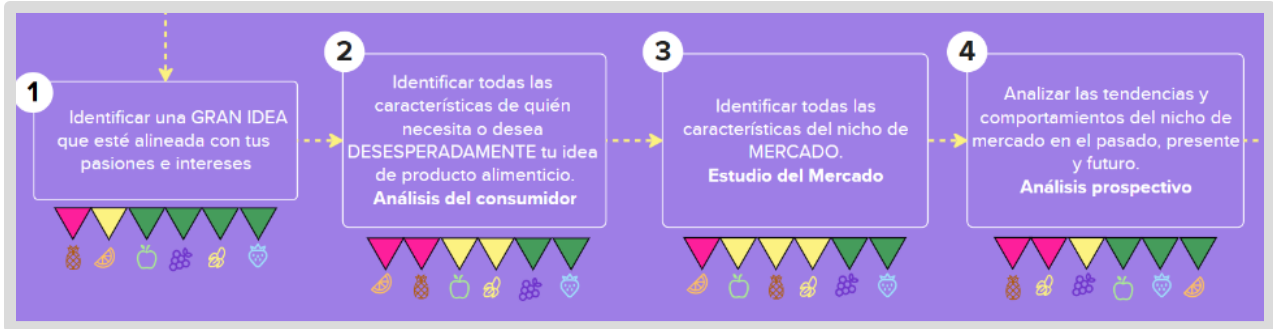 1
Identificar una GRAN IDEA
que esté alineada con tus
pasiones e intereses
2
Identificar todas las
características de quién
necesita o desea
DESESPERADAMENTE tu idea
de producto alimenticio.
Análisis del consumidor
3
Identificar todas las
características del nicho de
MERCADO.
Estudio del Mercado
4
Analizar las tendencias y
comportamientos del nicho de
mercado en el pasado, presente
y futuro.
Análisis prospectivo